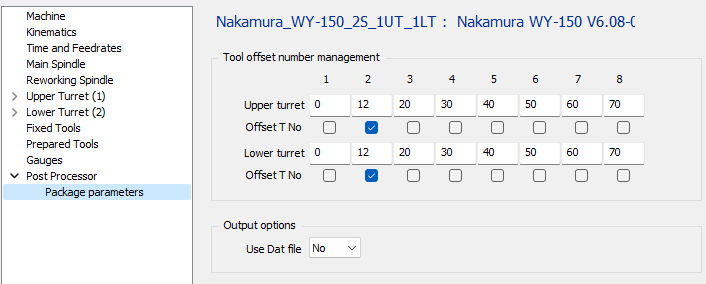 Machine
Kinematics
Time and Feedrates
Main Spindle
Reworking Spindle
Upper Turret (1)
Lower Turret (2)
Fixed Tools
Prepared Tools
Gauges
Post Processor
Package parameters
Nakamura_WY-150_2S_1UT_1LT : Nakamura WY-150 V6.08-0
Tool offset number management
1 2 3 4 5 6 7 8
Upper turret 0 12 20 30 40 50 60 70
Offset T No
Lower turret 0 12 20 30 40 50 60 70
Offset T No
Output options
Use Dat file No